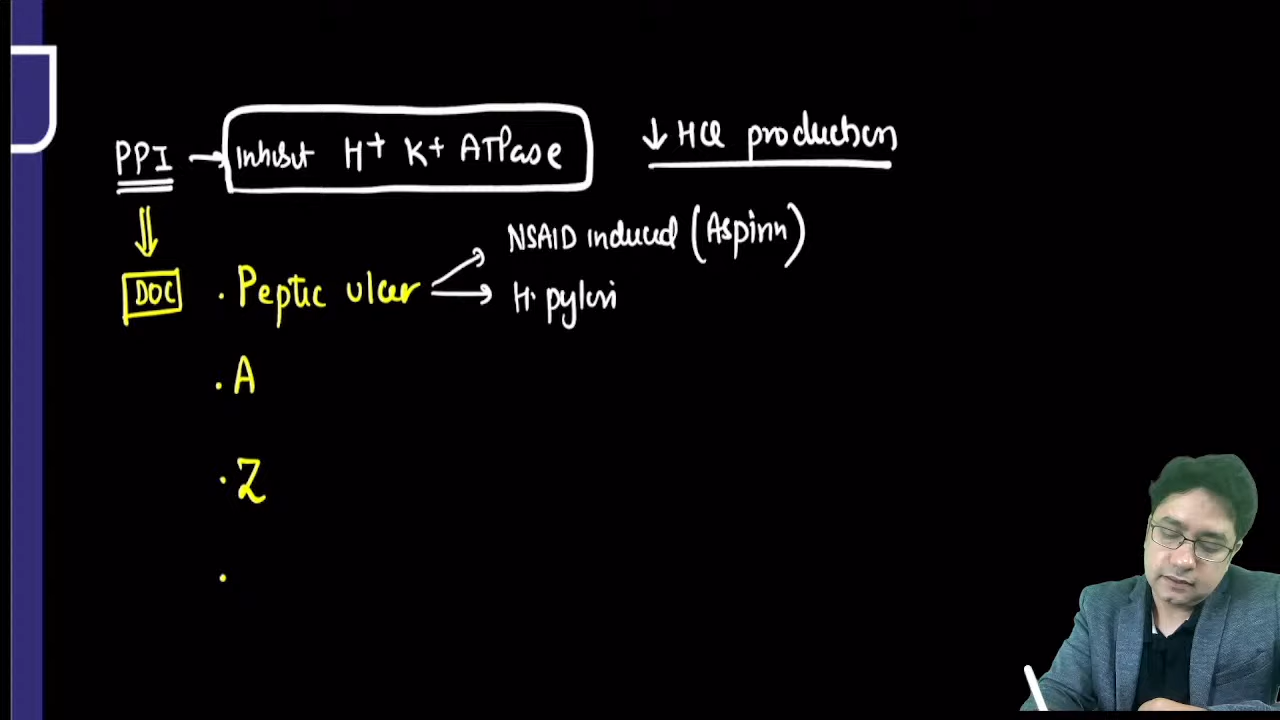 PPI → Inhibit H+ K+ ATPase ↓ HCl production
NSAID induced (Aspirin)
DOC · Peptic ulcer
H. pylori
· A
· Z
·